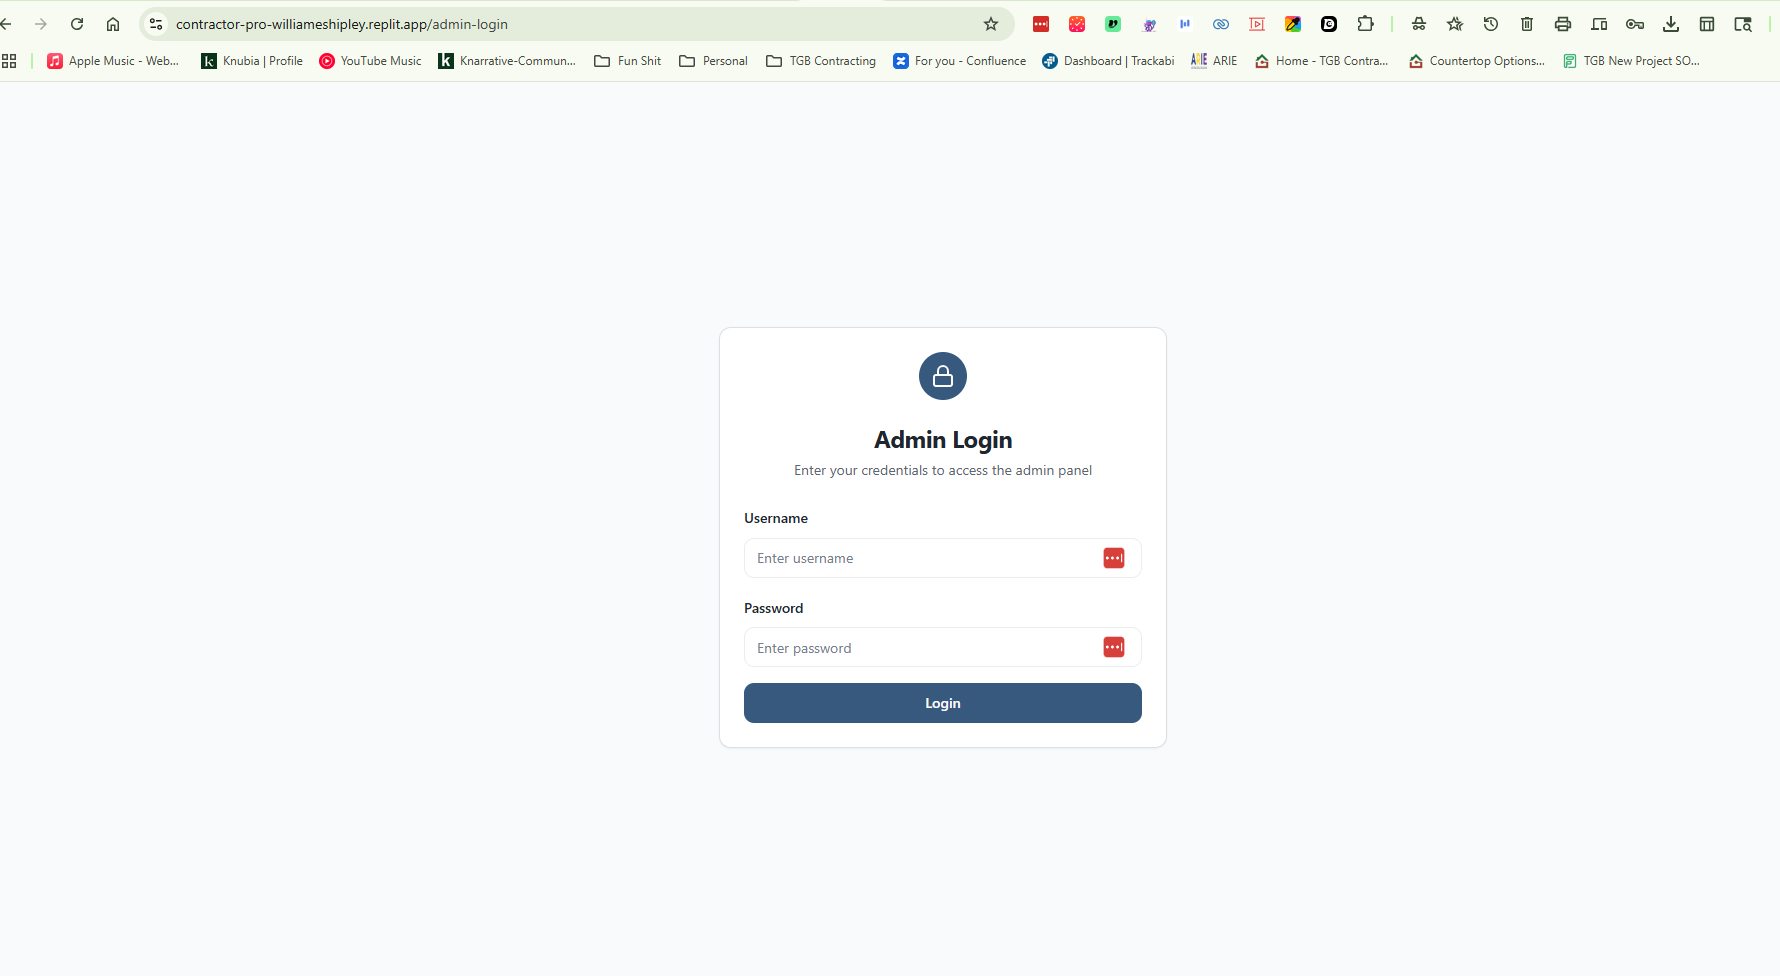 contractor-pro-williameshipley.replit.app/admin-login
Apple Music - Web... Knubia | Profile YouTube Music Knarrative-Commun... Fun Shit Personal TGB Contracting For you - Confluence Dashboard | Trackabi ARIE Home - TGB Contra... Countertop Options... TGB New Project SO...
Admin Login
Enter your credentials to access the admin panel
Username
Enter username
Password
Enter password
Login